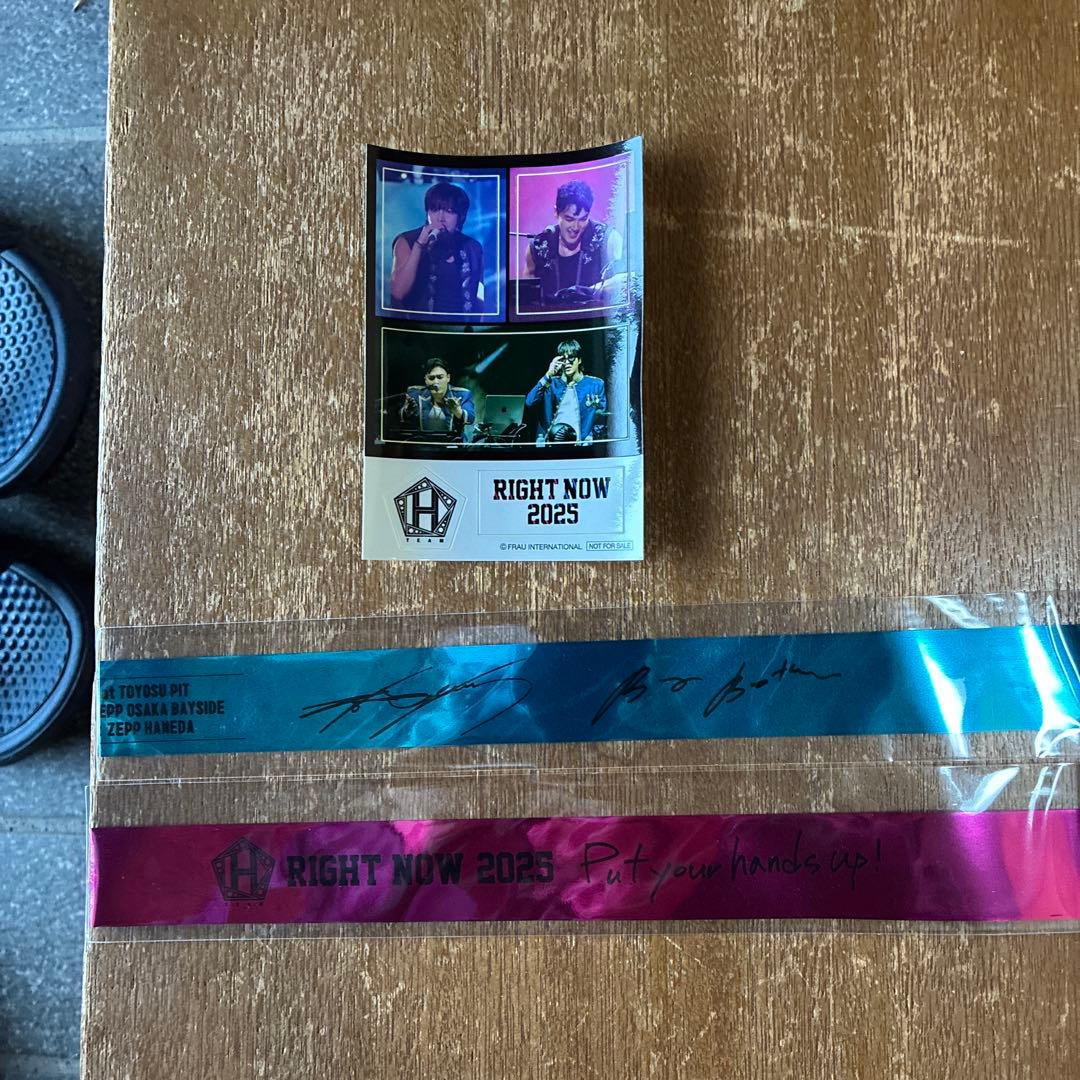 H
TEAM
RIGHT NOW
2025
©FRAU INTERNATIONAL NOT FOR SALE
at TOYOSU PIT
ZEPP OSAKA BAYSIDE
ZEPP HANEDA
H
TEAM
RIGHT NOW 2025 Put your hands up!